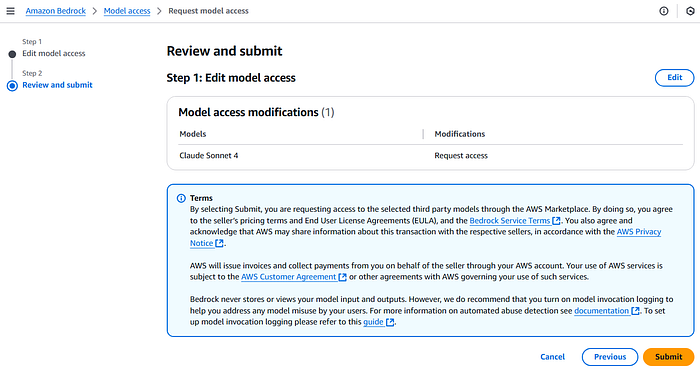 Amazon Bedrock > Model access > Request model access
Step 1
Edit model access
Step 2
Review and submit
Review and submit
Step 1: Edit model access
Edit
Model access modifications (1)
Models Modifications
Claude Sonnet 4 Request access
Terms
By selecting Submit, you are requesting access to the selected third party models through the AWS Marketplace. By doing so, you agree
to the seller's pricing terms and End User License Agreements (EULA), and the Bedrock Service Terms. You also agree and
acknowledge that AWS may share information about this transaction with the respective sellers, in accordance with the AWS Privacy
Notice.
AWS will issue invoices and collect payments from you on behalf of the seller through your AWS account. Your use of AWS services is
subject to the AWS Customer Agreement or other agreements with AWS governing your use of such services.
Bedrock never stores or views your model input and outputs. However, we do recommend that you turn on model invocation logging to
help you address any model misuse by your users. For more information on automated abuse detection see documentation. To set
up model invocation logging please refer to this guide.
Cancel Previous Submit